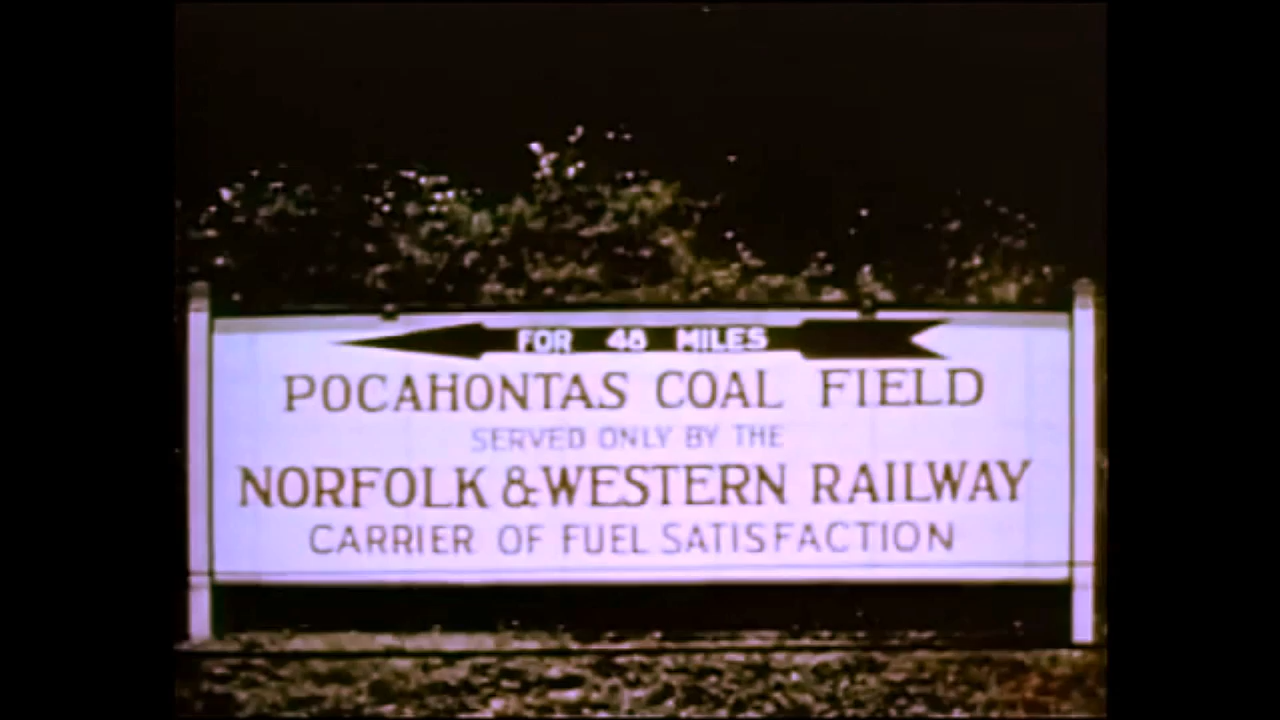 FOR 48 MILES
POCAHONTAS COAL FIELD
SERVED ONLY BY THE
NORFOLK & WESTERN RAILWAY
CARRIER OF FUEL SATISFACTION